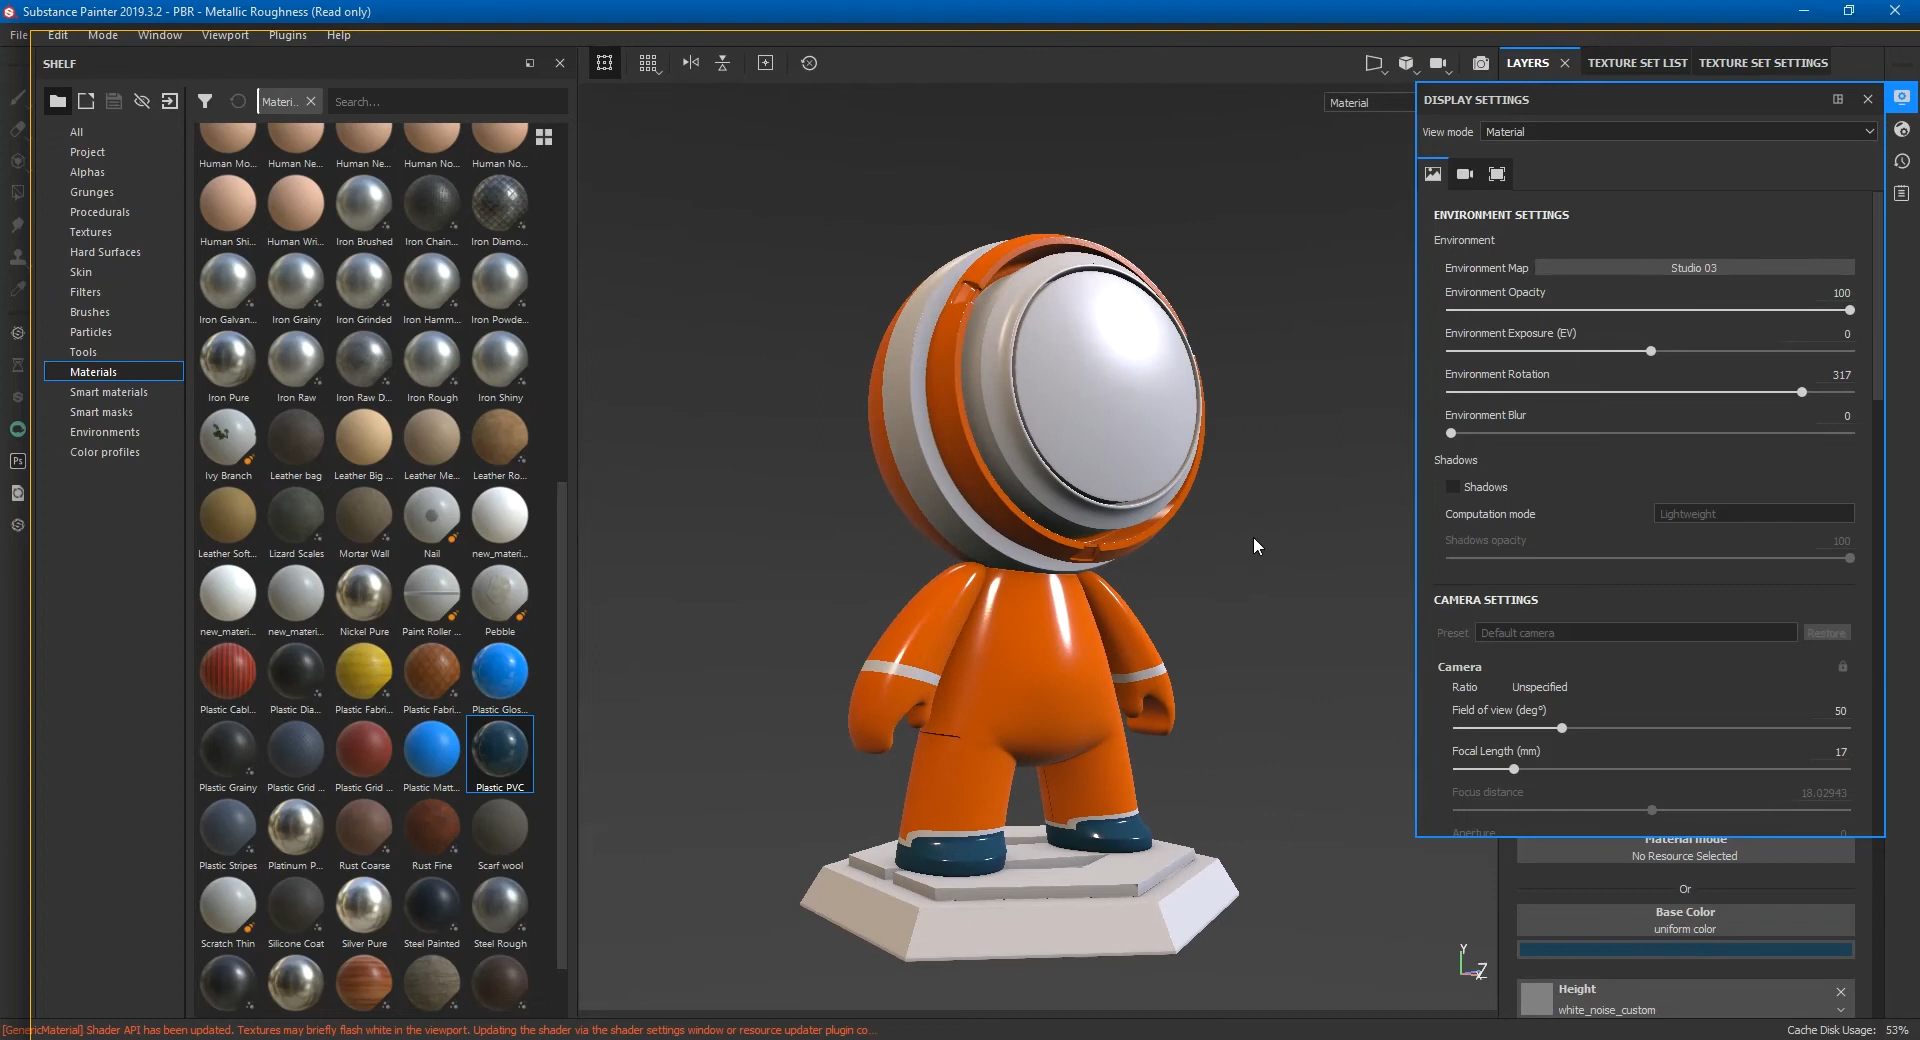 Substance Painter 2019.3.2 - PBR - Metallic Roughness (Read only)
File Edit Mode Window Viewport Plugins Help
SHELF
Materi...
Search...
All
Project
Alphas
Grunges
Procedurals
Textures
Hard Surfaces
Skin
Filters
Brushes
Particles
Tools
Materials
Smart materials
Smart masks
Environments
Color profiles
Human Mo... Human Ne... Human Ne... Human No... Human No...
Human Shi... Human Wri... Iron Brushed Iron Chain... Iron Diamo...
Iron Galvan... Iron Grainy Iron Grinded Iron Hamm... Iron Powde...
Iron Pure Iron Raw Iron Raw D... Iron Rough Iron Shiny
Ivy Branch Leather bag Leather Big ... Leather Me... Leather Ro...
Leather Soft... Lizard Scales Mortar Wall Nail new_materi...
new_materi... new_materi... Nickel Pure Paint Roller ... Pebble
Plastic Cabl... Plastic Dia... Plastic Fabri... Plastic Fabri... Plastic Glos...
Plastic Grainy Plastic Grid ... Plastic Grid ... Plastic Matt... Plastic PVC
Plastic Stripes Platinum P... Rust Coarse Rust Fine Scarf wool
Scratch Thin Silicone Coat Silver Pure Steel Painted Steel Rough
Ps
Material
Y
Z
LAYERS TEXTURE SET LIST TEXTURE SET SETTINGS
DISPLAY SETTINGS
View mode Material
ENVIRONMENT SETTINGS
Environment
Environment Map Studio 03
Environment Opacity 100
Environment Exposure (EV) 0
Environment Rotation 317
Environment Blur 0
Shadows
Shadows
Computation mode Lightweight
Shadows opacity 100
CAMERA SETTINGS
Preset Default camera Restore
Camera
Ratio Unspecified
Field of view (deg°) 50
Focal Length (mm) 17
Focus distance 18.02943
Aperture 0
Material mode
No Resource Selected
Or
Base Color
uniform color
Height
white_noise_custom
[GenericMaterial] Shader API has been updated. Textures may briefly flash white in the viewport. Updating the shader via the shader settings window or resource updater plugin co...
Cache Disk Usage: 53%